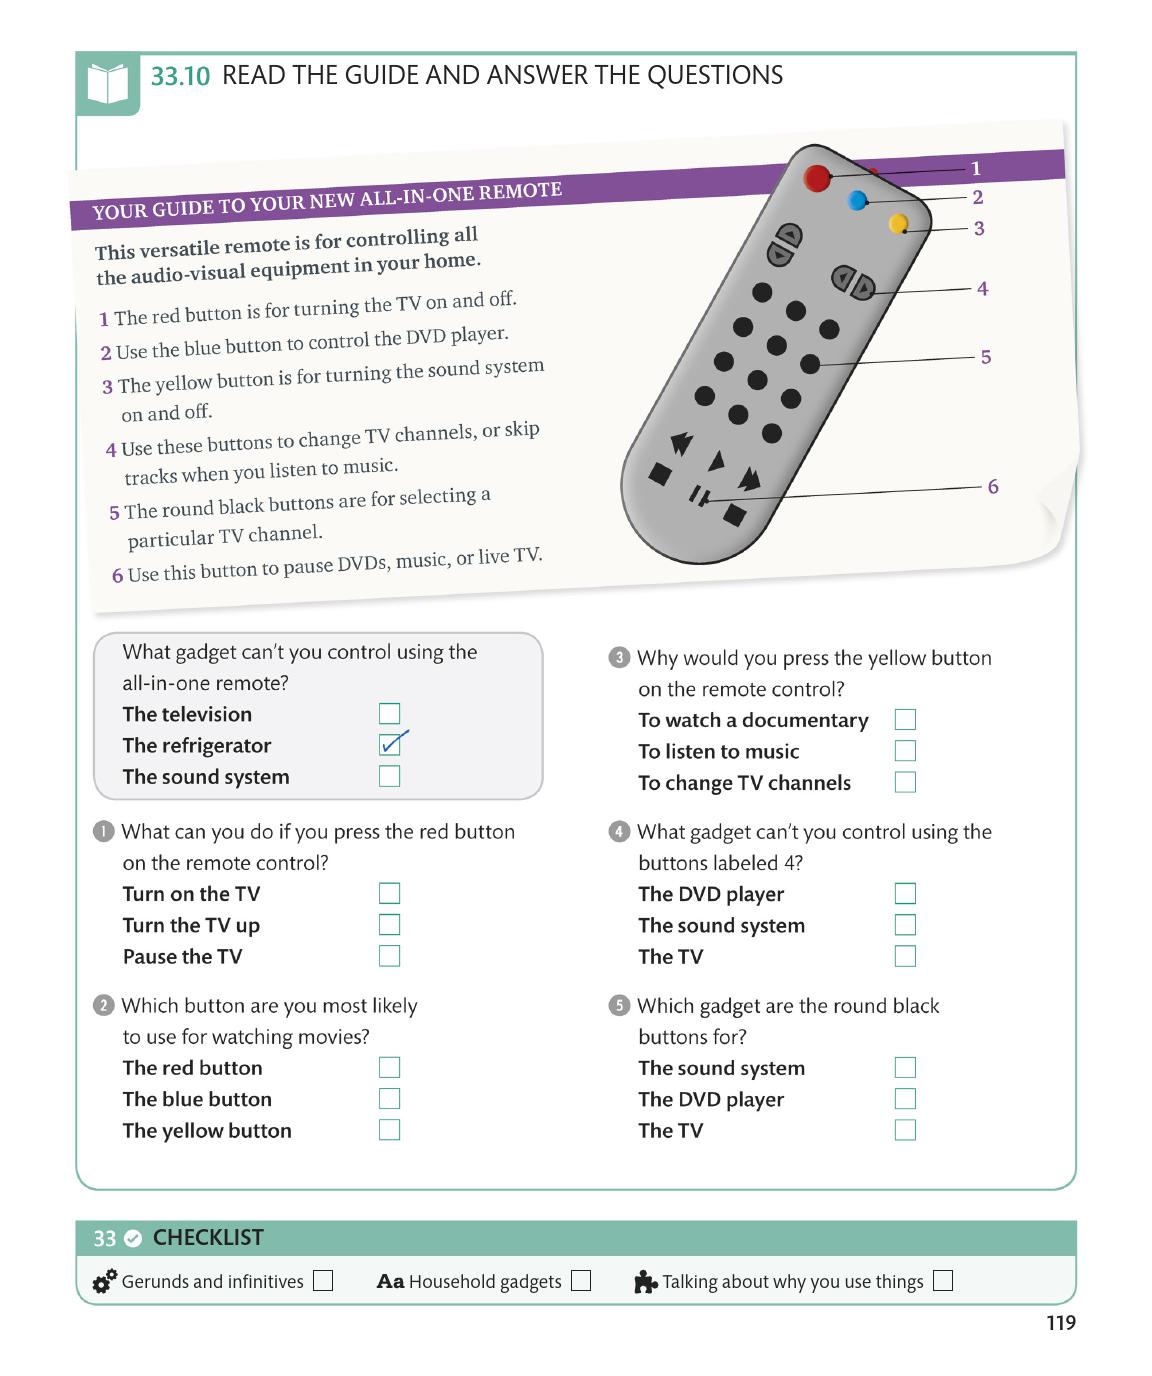 33.10 READ THE GUIDE AND ANSWER THE QUESTIONS
YOUR GUIDE TO YOUR NEW ALL-IN-ONE REMOTE
This versatile remote is for controlling all
the audio-visual equipment in your home.
1 The red button is for turning the TV on and off.
2 Use the blue button to control the DVD player.
3 The yellow button is for turning the sound system
on and off.
4 Use these buttons to change TV channels, or skip
tracks when you listen to music.
5 The round black buttons are for selecting a
particular TV channel.
6 Use this button to pause DVDs, music, or live TV.
1
2
3
4
5
6
What gadget can't you control using the
all-in-one remote?
The television
The refrigerator
The sound system
1 What can you do if you press the red button
on the remote control?
Turn on the TV
Turn the TV up
Pause the TV
2 Which button are you most likely
to use for watching movies?
The red button
The blue button
The yellow button
3 Why would you press the yellow button
on the remote control?
To watch a documentary
To listen to music
To change TV channels
4 What gadget can't you control using the
buttons labeled 4?
The DVD player
The sound system
The TV
5 Which gadget are the round black
buttons for?
The sound system
The DVD player
The TV
33 CHECKLIST
Gerunds and infinitives Aa Household gadgets Talking about why you use things
119